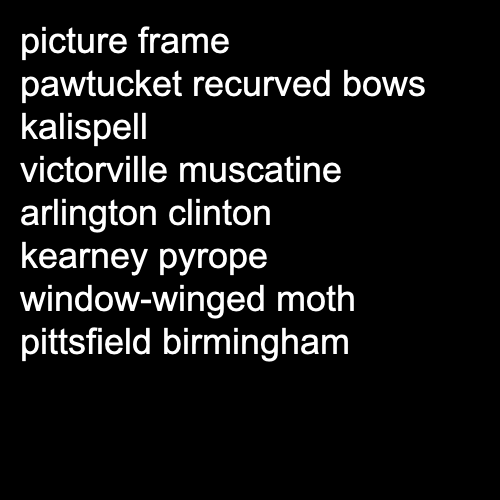 picture frame
pawtucket recurved bows
kalispell
victorville muscatine
arlington clinton
kearney pyrope
window-winged moth
pittsfield birmingham